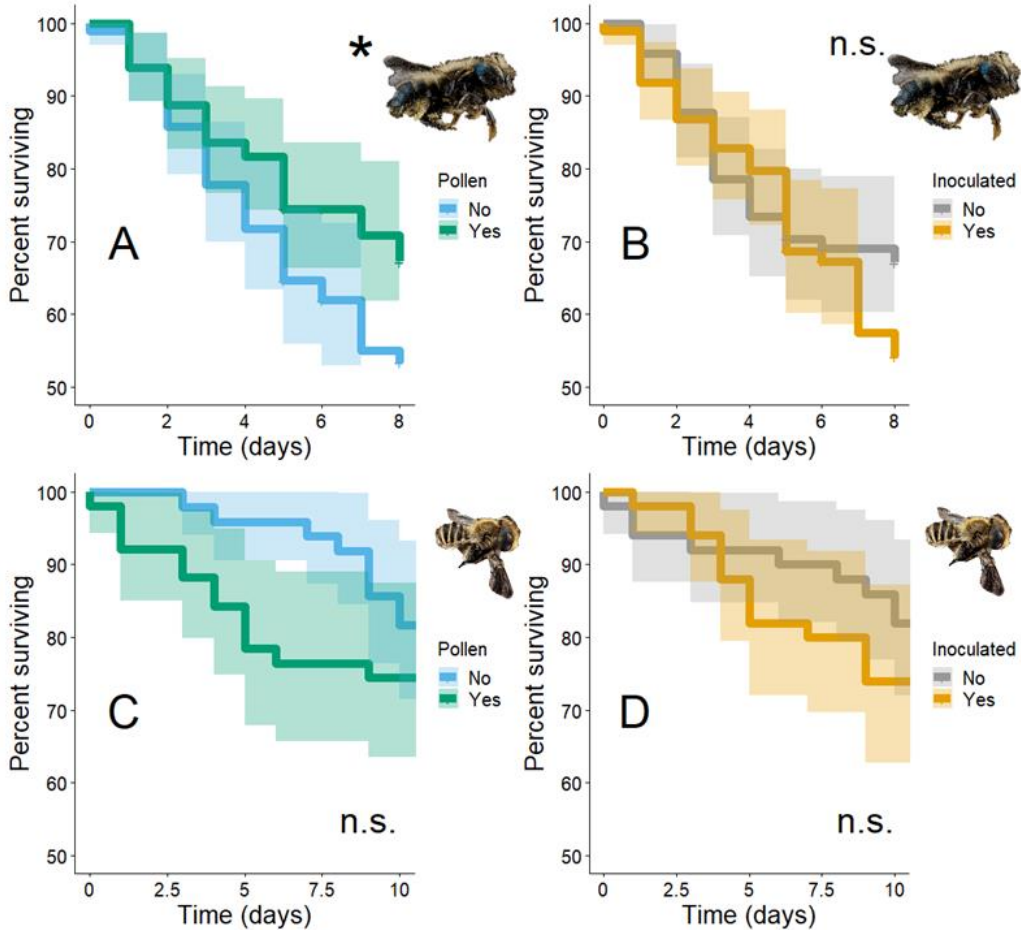 100
90
80
70
60
50
Percent surviving
*
A
Pollen
No
Yes
0
2
4
6
8
Time (days)
100
90
80
70
60
50
Percent surviving
n.s.
B
Inoculated
No
Yes
0
2
4
6
8
Time (days)
100
90
80
70
60
50
Percent surviving
Pollen
No
Yes
C
n.s.
0
2.5
5
7.5
10
Time (days)
100
90
80
70
60
50
Percent surviving
Inoculated
No
Yes
D
n.s.
0
2.5
5
7.5
10
Time (days)